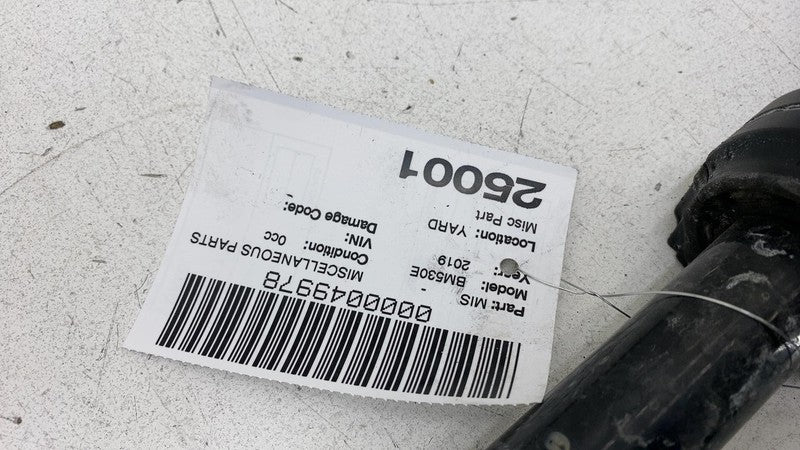 0000049978
-
Part: MIS MISCELLANEOUS PARTS
Model: BM530E
Year: 2019 Condition: 0cc
VIN:
Location: YARD Damage Code:
Misc Part
25001